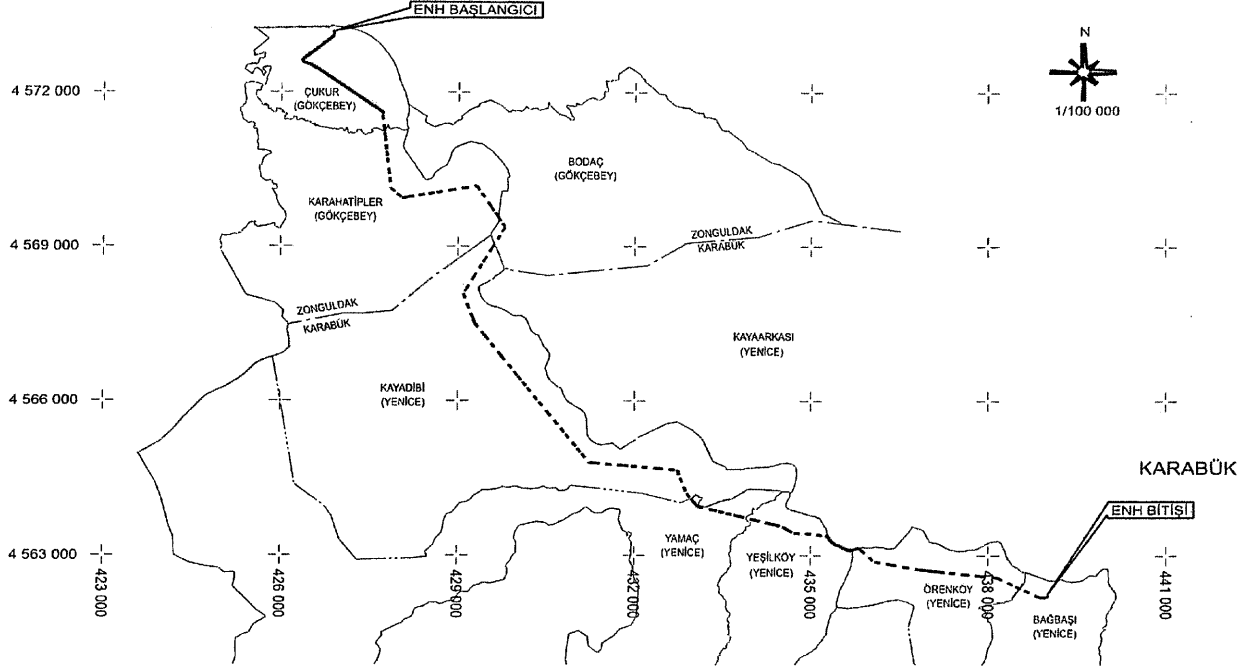 ENH BAŞLANGICI
N
1/100 000
4 572 000
ÇUKUR
(GÖKÇEBEY)
BODAÇ
(GÖKÇEBEY)
KARAHATİPLER
(GÖKÇEBEY)
4 569 000
ZONGULDAK
KARABÜK
ZONGULDAK
KARABÜK
KAYAARKASI
(YENİCE)
KAYADİBİ
(YENİCE)
4 566 000
KARABÜK
ENH BİTİŞİ
YAMAÇ
(YENİCE)
YEŞİLKÖY
(YENİCE)
4 563 000
ÖRENKÖY
(YENİCE)
BAĞBAŞI
(YENİCE)
423 000
426 000
429 000
432 000
435 000
438 000
441 000